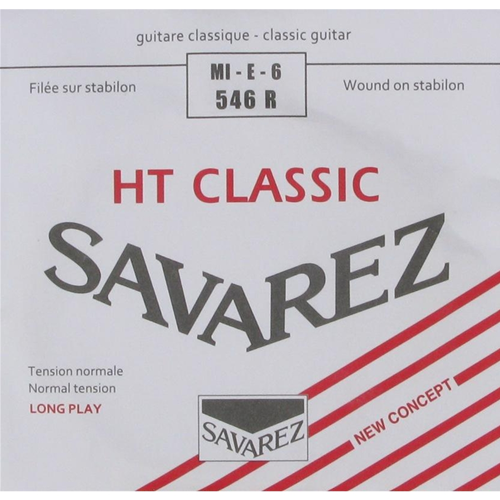 guitare classique - classic guitar
MI - E - 6
546 R
Filée sur stabilon
Wound on stabilon
HT CLASSIC
SAVAREZ
Tension normale
Normal tension
LONG PLAY
SAVAREZ
NEW CONCEPT